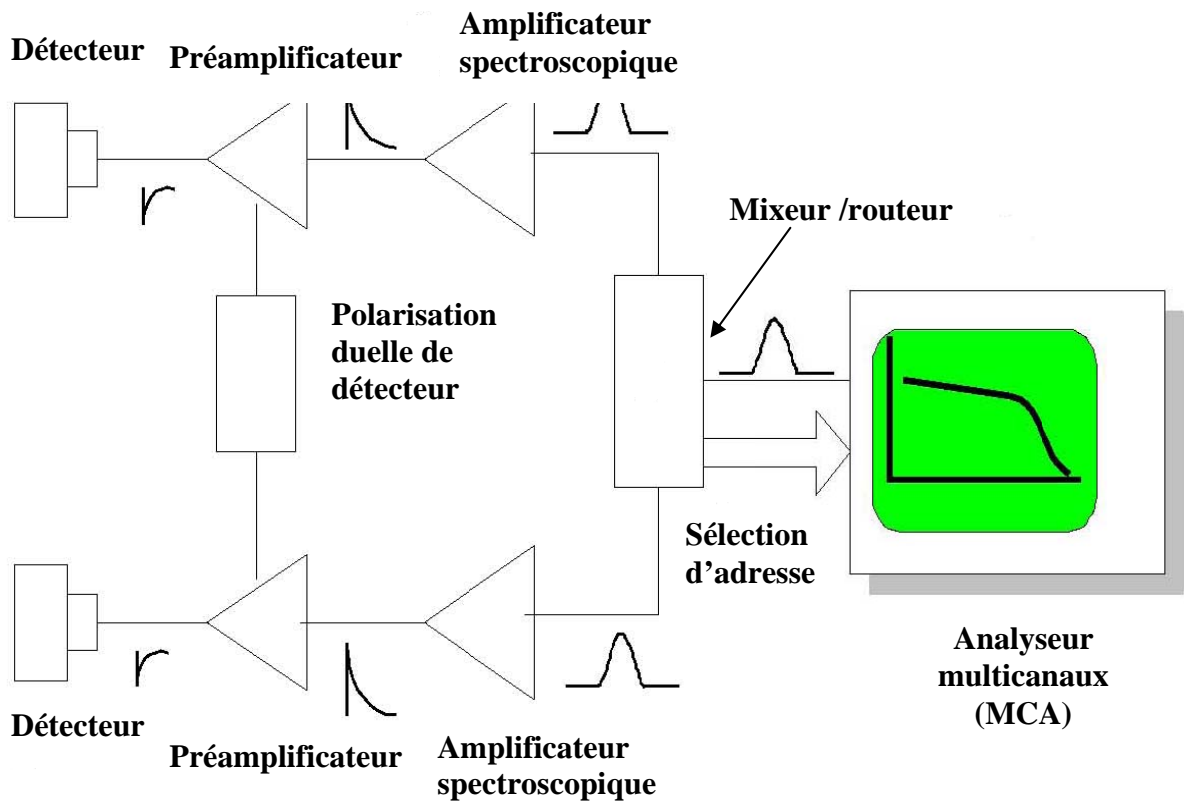 Détecteur
Préamplificateur
Amplificateur
spectroscopique
Mixeur /routeur
Polarisation
duelle de
détecteur
Sélection
d’adresse
Analyseur
multicanaux
(MCA)
Détecteur
Préamplificateur
Amplificateur
spectroscopique